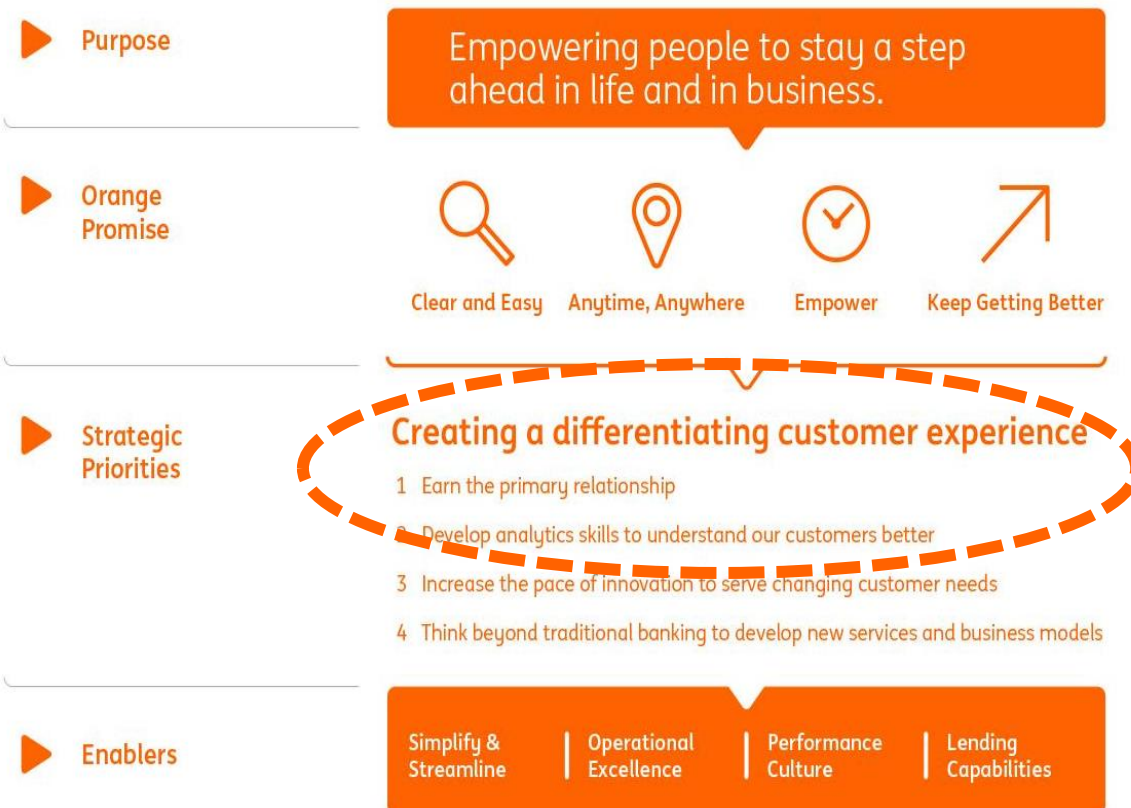 Purpose
Empowering people to stay a step
ahead in life and in business.
Orange
Promise
Clear and Easy
Anytime, Anywhere
Empower
Keep Getting Better
Strategic
Priorities
Creating a differentiating customer experience
1 Earn the primary relationship
2 Develop analytics skills to understand our customers better
3 Increase the pace of innovation to serve changing customer needs
4 Think beyond traditional banking to develop new services and business models
Enablers
Simplify &
Streamline
Operational
Excellence
Performance
Culture
Lending
Capabilities